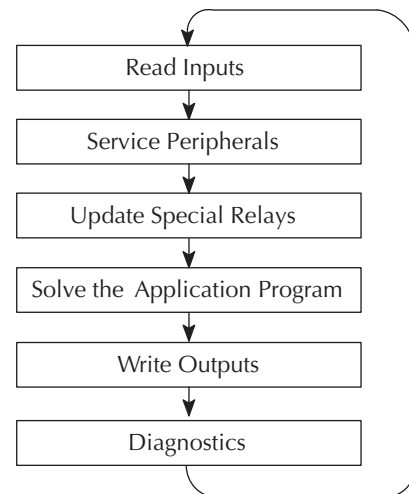 Read Inputs
Service Peripherals
Update Special Relays
Solve the Application Program
Write Outputs
Diagnostics